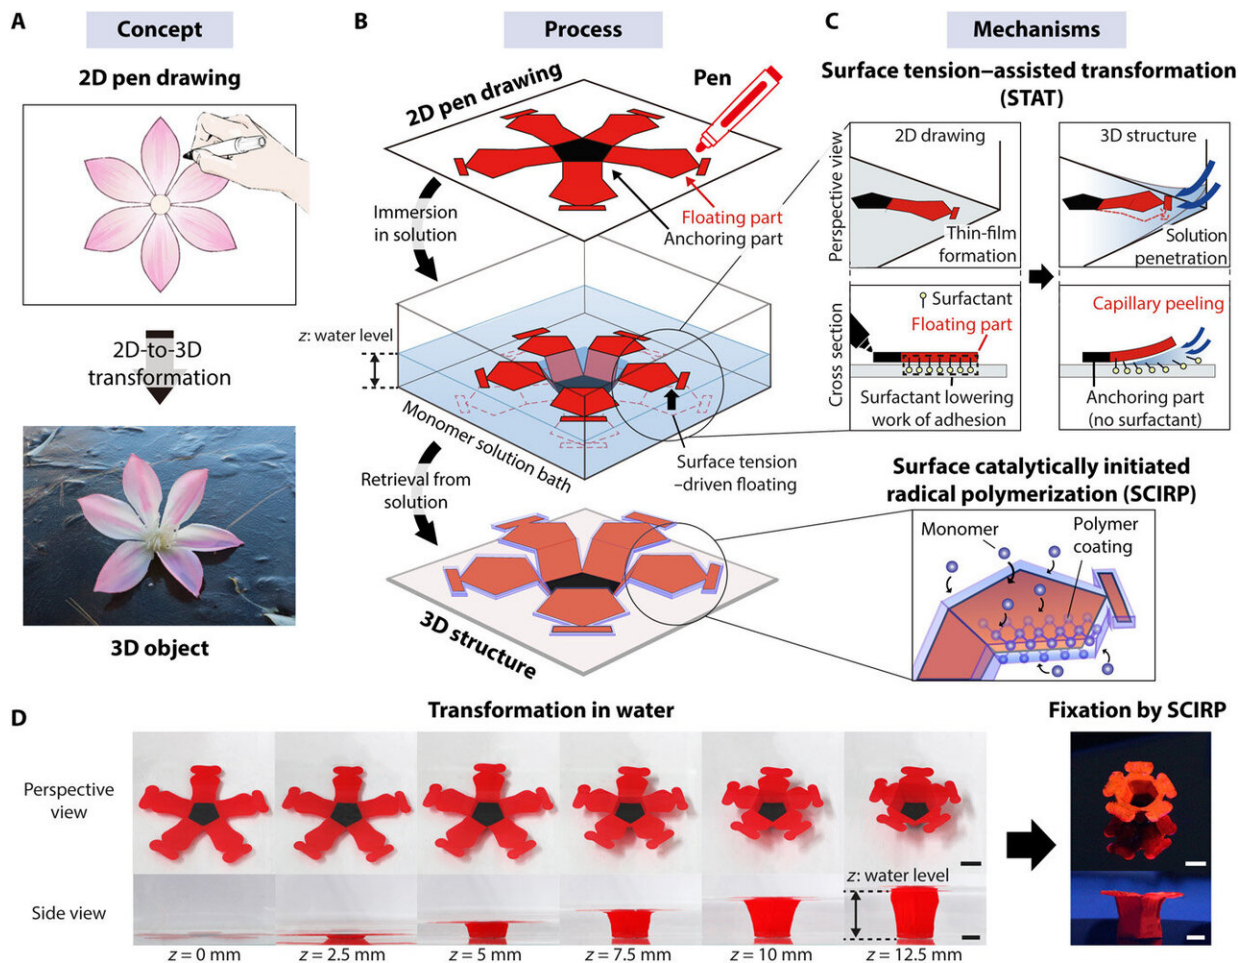 A
Concept
2D pen drawing
2D-to-3D
transformation
3D object
B
Process
2D pen drawing
Pen
Immersion
in solution
Floating part
Anchoring part
z: water level
Monomer solution bath
Surface tension
–driven floating
Retrieval from
solution
3D structure
C
Mechanisms
Surface tension–assisted transformation
(STAT)
Perspective view
2D drawing
Thin-film
formation
3D structure
Solution
penetration
Cross section
Surfactant
Floating part
Surfactant lowering
work of adhesion
Capillary peeling
Anchoring part
(no surfactant)
Surface catalytically initiated
radical polymerization (SCIRP)
Monomer
Polymer
coating
D
Transformation in water
Fixation by SCIRP
Perspective
view
Side view
z: water level
z = 0 mm
z = 2.5 mm
z = 5 mm
z = 7.5 mm
z = 10 mm
z = 12.5 mm